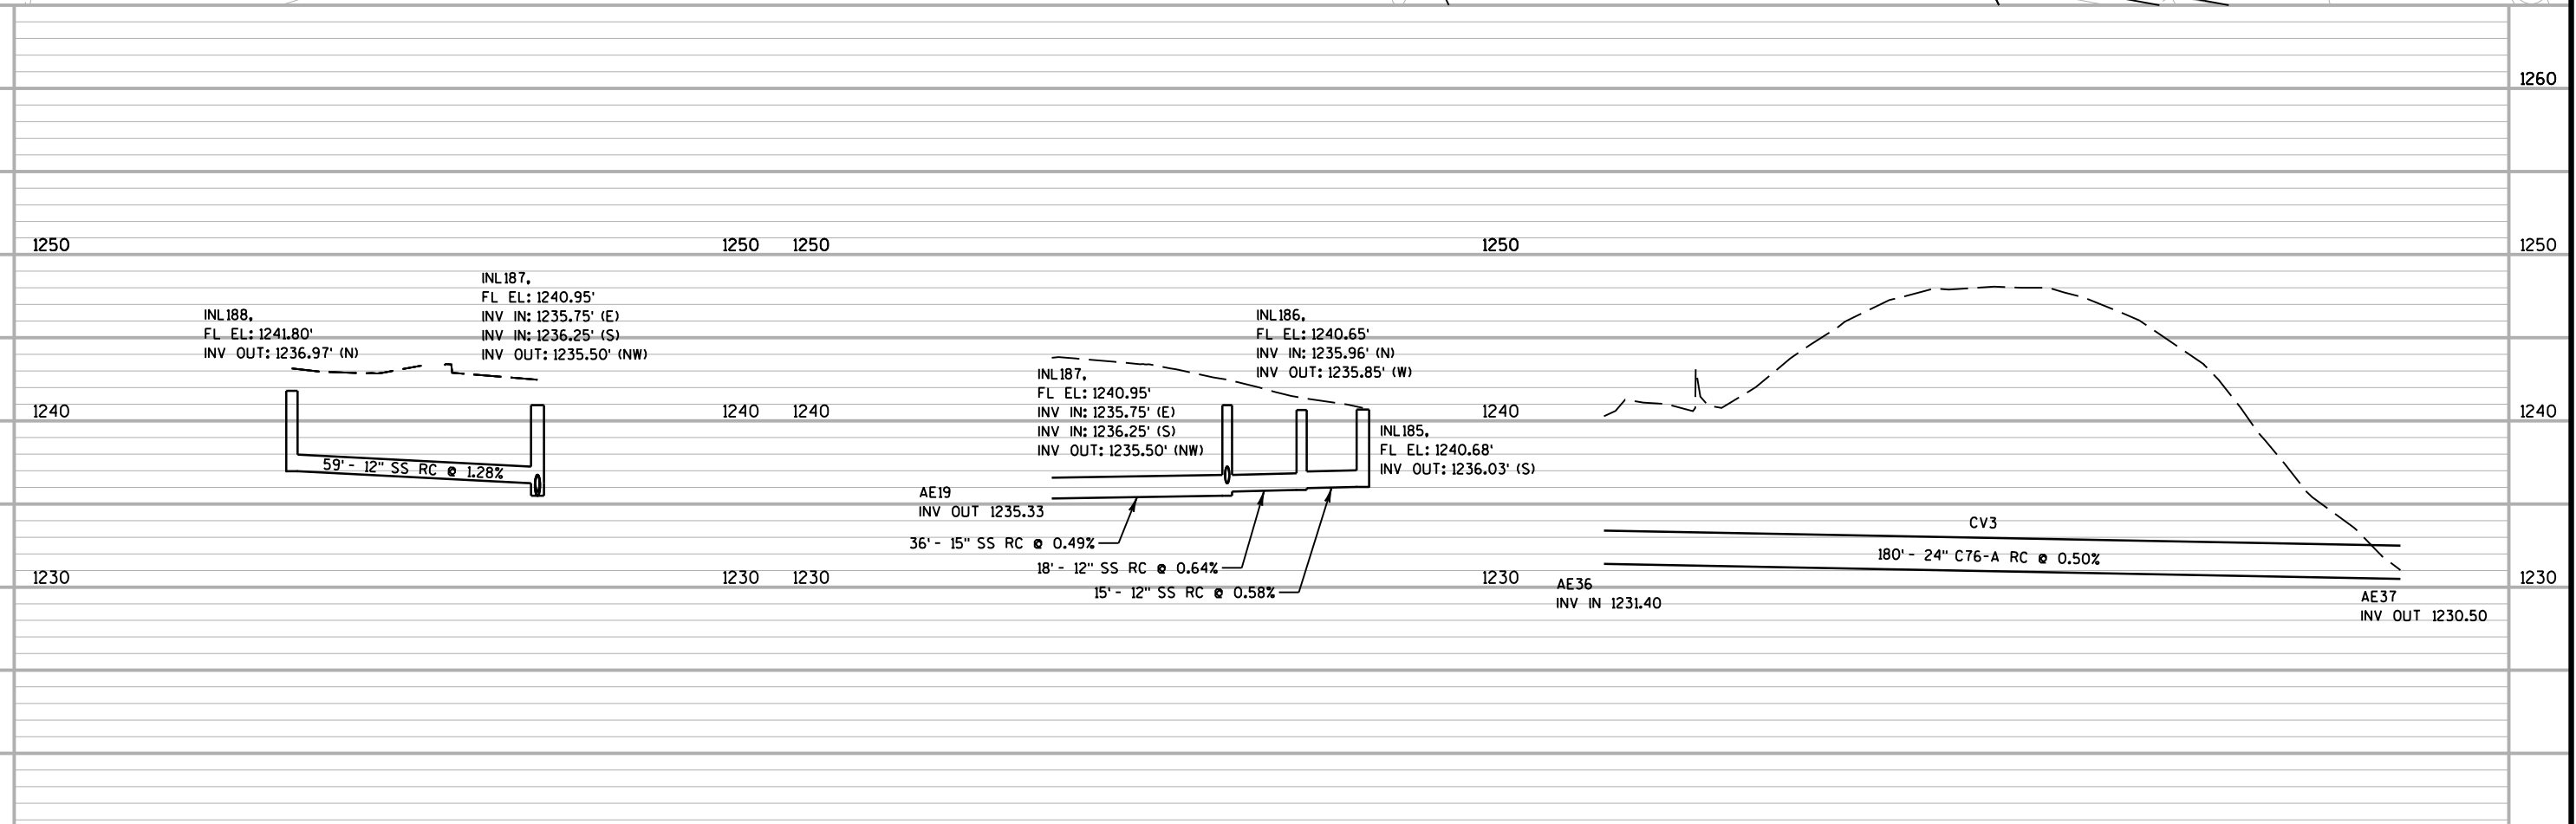 1260
1250
1250
1250
1250
1250
INL188,
FL EL: 1241.80'
INV OUT: 1236.97' (N)
INL187,
FL EL: 1240.95'
INV IN: 1235.75' (E)
INV IN: 1236.25' (S)
INV OUT: 1235.50' (NW)
INL186,
FL EL: 1240.65'
INV IN: 1235.96' (N)
INV OUT: 1235.85' (W)
INL187,
FL EL: 1240.95'
INV IN: 1235.75' (E)
INV IN: 1236.25' (S)
INV OUT: 1235.50' (NW)
1240
1240
1240
1240
1240
INL185,
FL EL: 1240.68'
INV OUT: 1236.03' (S)
59' - 12" SS RC @ 1.28%
AE19
INV OUT 1235.33
36' - 15" SS RC @ 0.49%
18' - 12" SS RC @ 0.64%
15' - 12" SS RC @ 0.58%
CV3
180' - 24" C76-A RC @ 0.50%
1230
1230
1230
1230
1230
AE36
INV IN 1231.40
AE37
INV OUT 1230.50